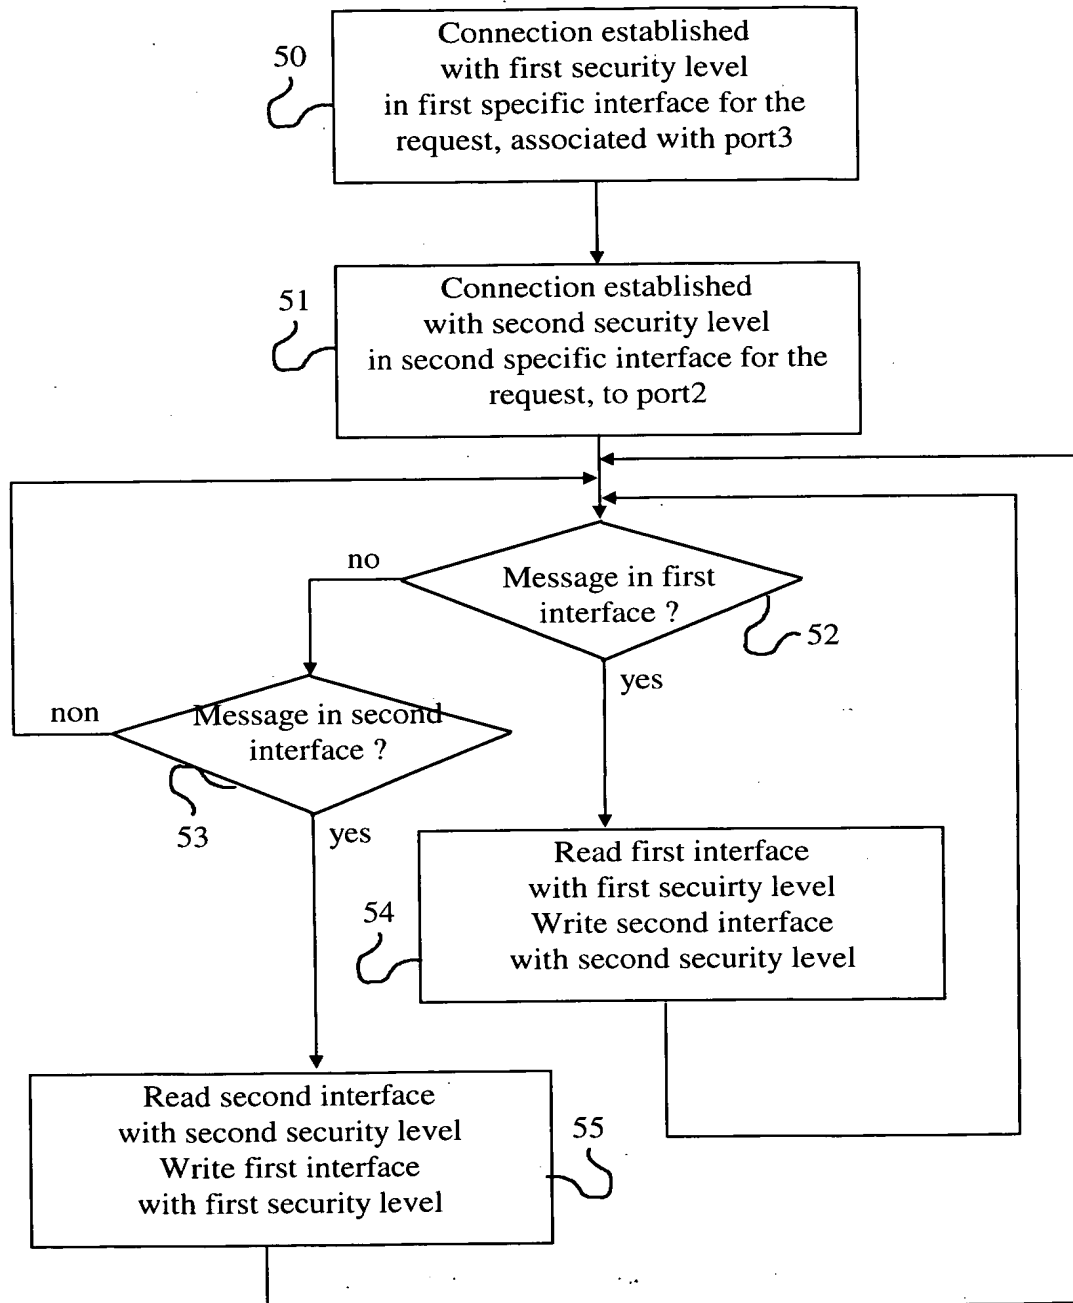 50
Connection established
with first security level
in first specific interface for the
request, associated with port3
51
Connection established
with second security level
in second specific interface for the
request, to port2
no
Message in first
interface ?
52
yes
non
Message in second
interface ?
53
yes
Read first interface
with first secuirty level
Write second interface
with second security level
54
Read second interface
with second security level
Write first interface
with first security level
55